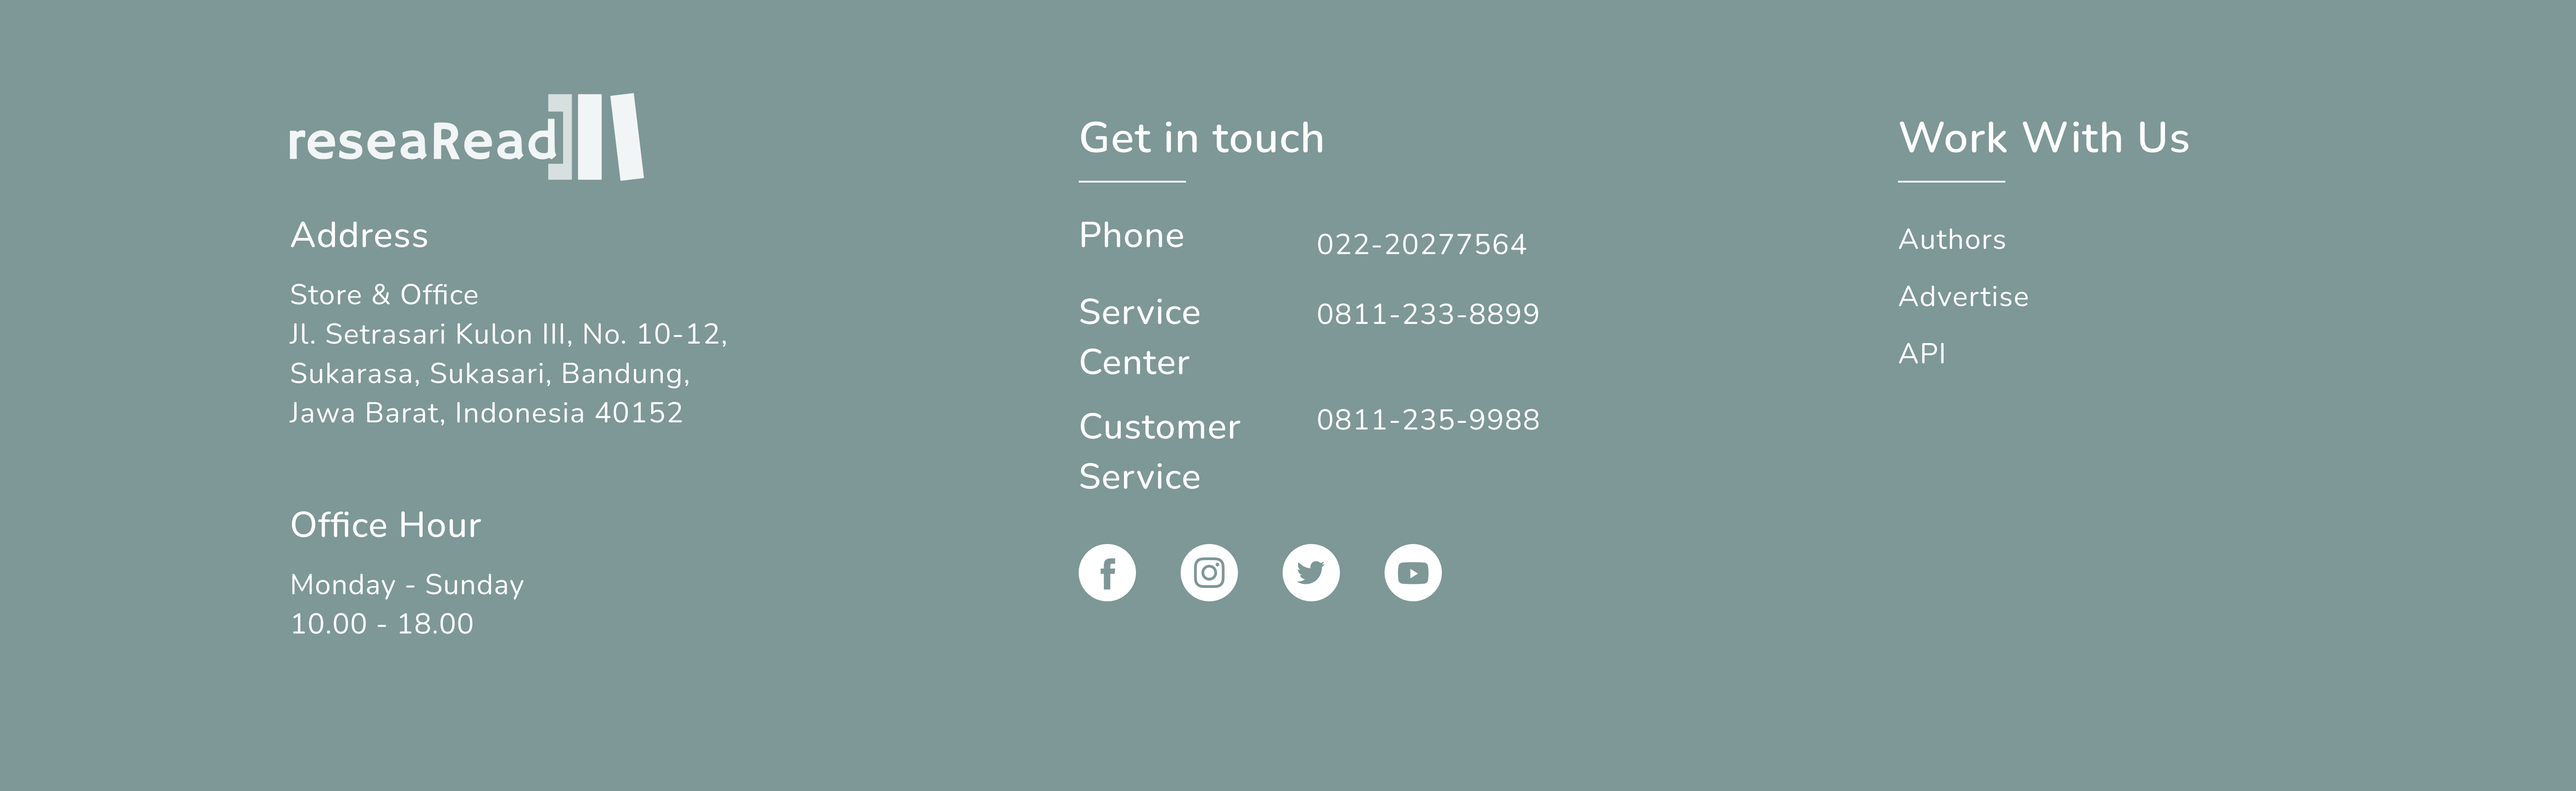 reseaRead
Address
Store & Office
Jl. Setrasari Kulon III, No. 10-12,
Sukarasa, Sukasari, Bandung,
Jawa Barat, Indonesia 40152
Office Hour
Monday - Sunday
10.00 - 18.00
Get in touch
Phone
022-20277564
Service
Center
0811-233-8899
Customer
Service
0811-235-9988
Work With Us
Authors
Advertise
API